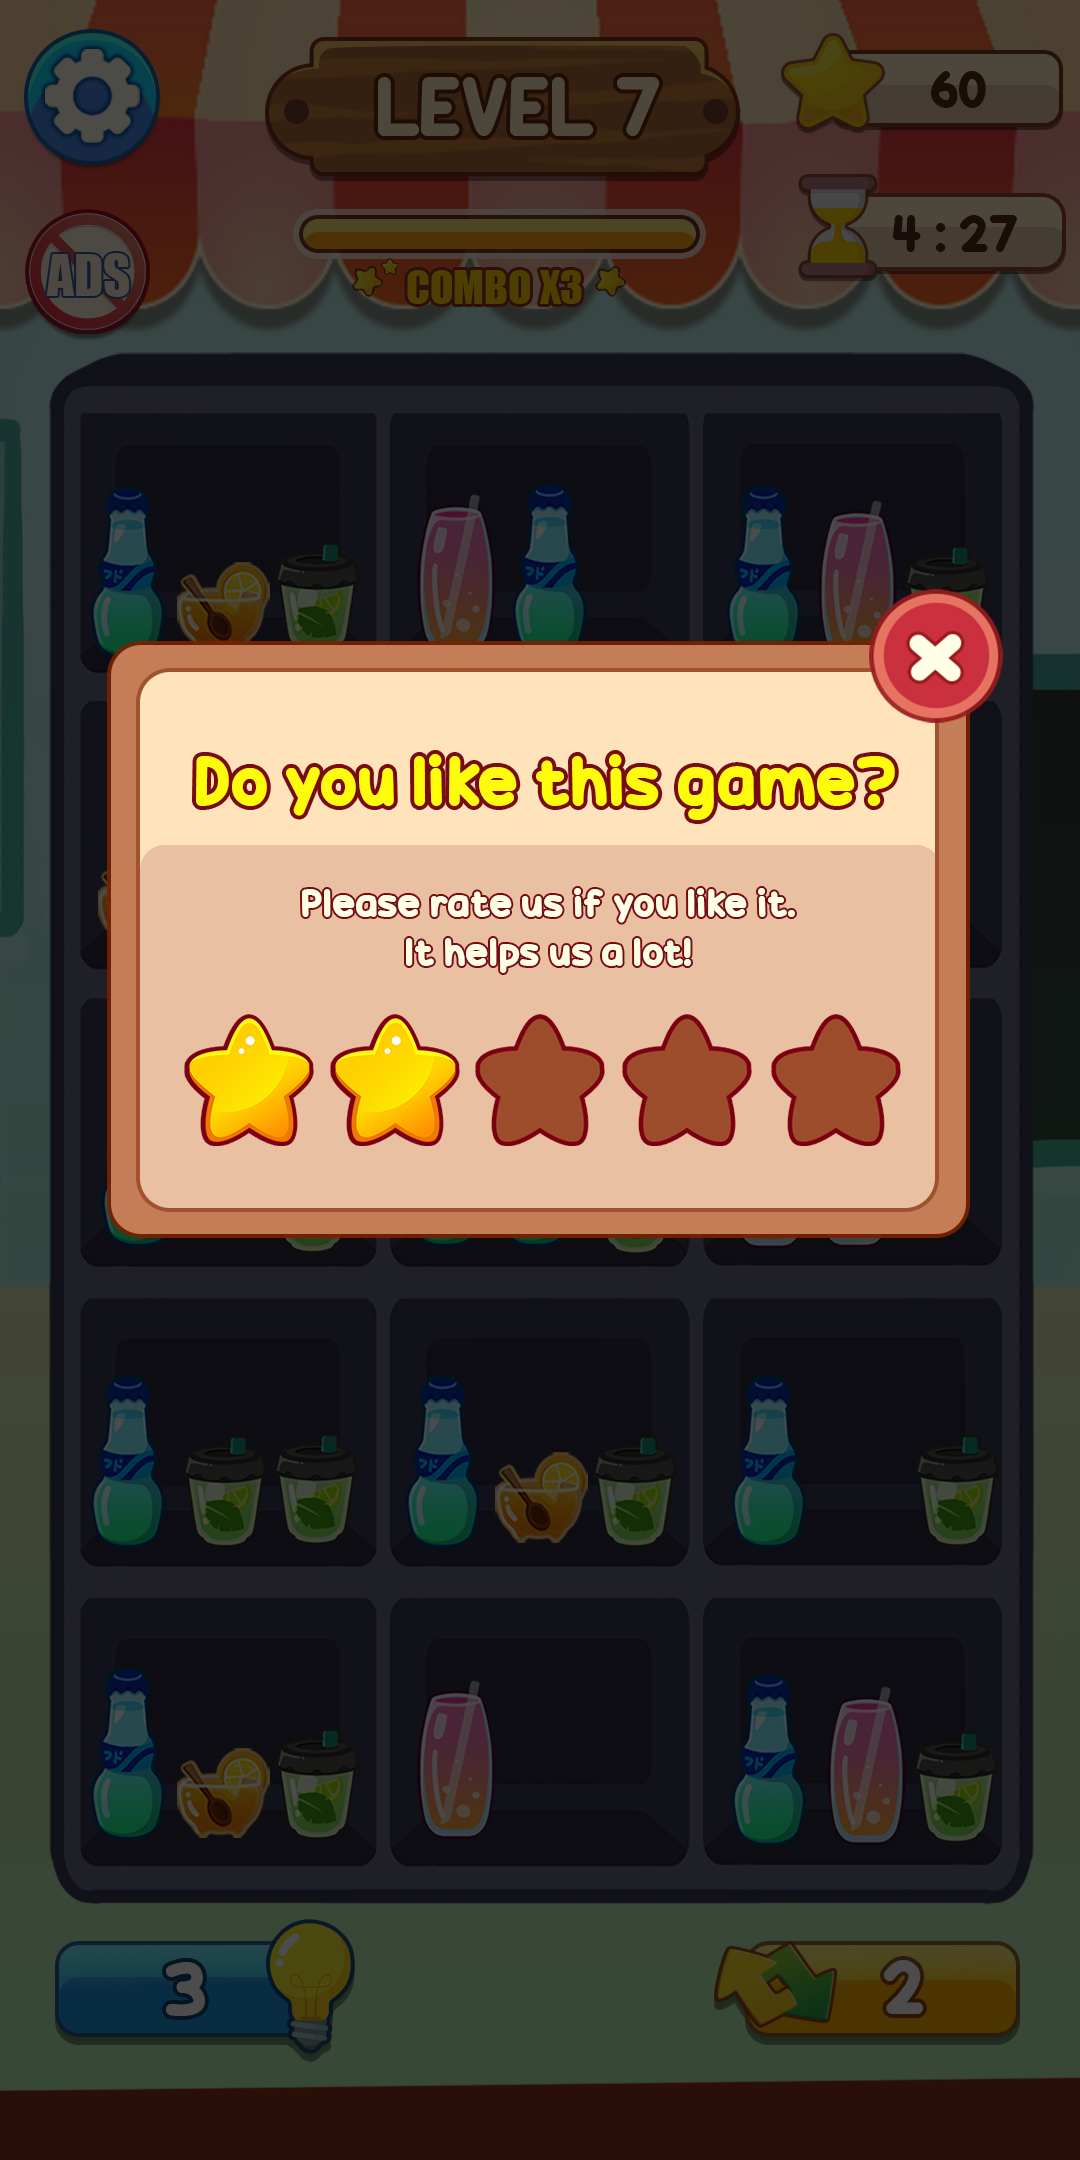 LEVEL 7
60
ADS
4 : 27
COMBO X3
Do you like this game?
Please rate us if you like it.
It helps us a lot!
3
2